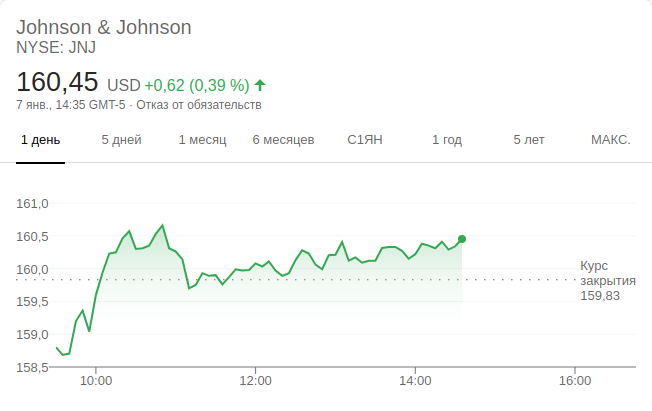 Johnson & Johnson
NYSE: JNJ
160,45 USD +0,62 (0,39 %)
7 янв., 14:35 GMT-5 · Отказ от обязательств
1 день 5 дней 1 месяц 6 месяцев С1ЯН 1 год 5 лет МАКС.
161,0
160,5
160,0
159,5
159,0
158,5
Курс
закрытия
159,83
10:00 12:00 14:00 16:00